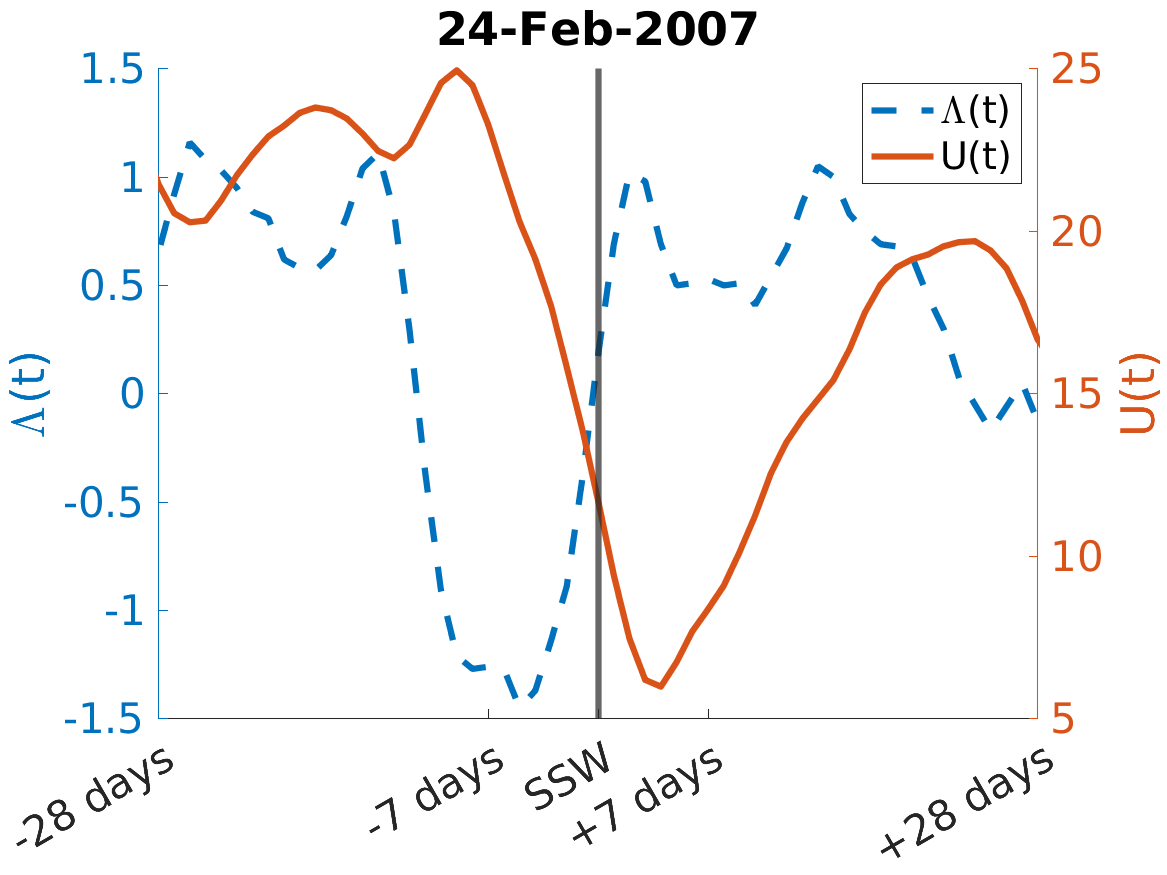 24-Feb-2007
1.5
1
0.5
0
-0.5
-1
-1.5
Λ(t)
25
20
15
10
5
U(t)
Λ(t)
U(t)
-28 days
-7 days
SSW
+7 days
+28 days